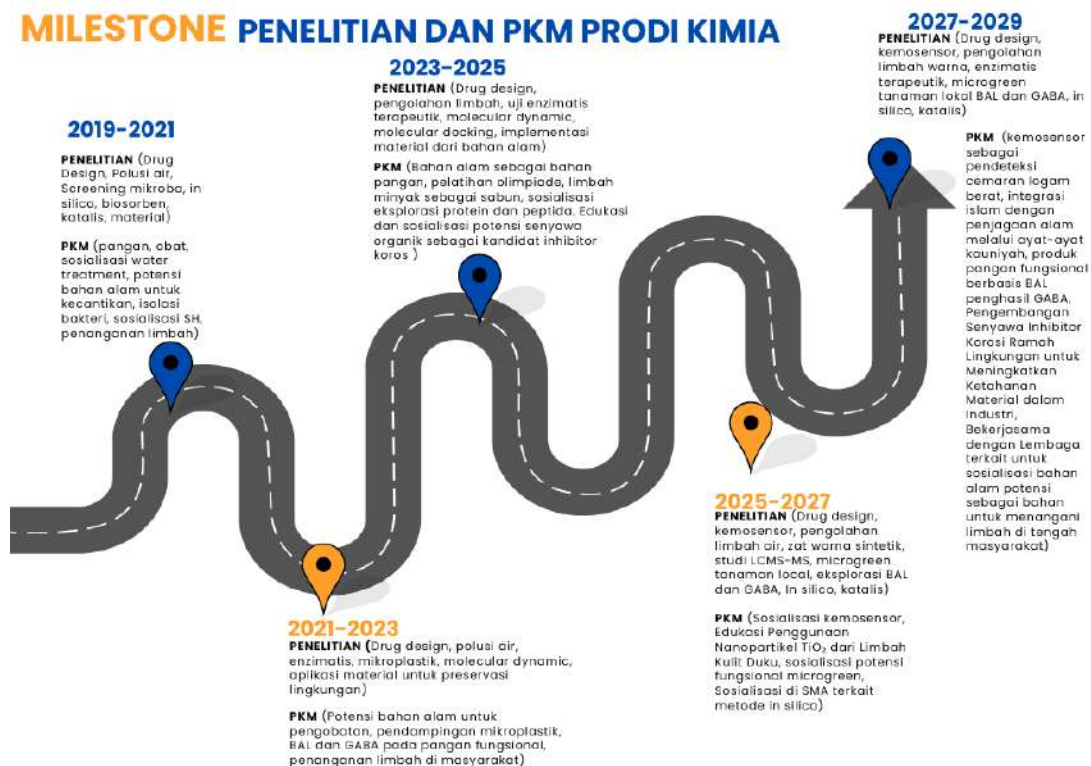 MILESTONE PENELITIAN DAN PKM PRODI KIMIA
2019-2021
PENELITIAN (Drug
Design, Polusi air,
Screening mikroba, in
silico, biosorben,
katalis, material)
PKM (pangan, obat,
sosialisasi water
treatment, potensi
bahan alam untuk
kecantikan, isolasi
bakteri, sosialisasi SH,
penanganan limbah)
2021-2023
PENELITIAN (Drug design, polusi air,
enzimatis, mikroplastik, molecular dynamic,
aplikasi material untuk preservasi
lingkungan)
PKM (Potensi bahan alam untuk
pengobatan, pendampingan mikroplastik,
BAL dan GABA pada pangan fungsional,
penanganan limbah di masyarakat)
2023-2025
PENELITIAN (Drug design,
pengolahan limbah, uji enzimatis
terapeutik, molecular dynamic,
molecular docking, implementasi
material dari bahan alam)
PKM (Bahan alam sebagai bahan
pangan, pelatihan olimpiade, limbah
minyak sebagai sabun, sosialisasi
eksplorasi protein dan peptida. Edukasi
dan sosialisasi potensi senyawa
organik sebagai kandidat inhibitor
koros )
2025-2027
PENELITIAN (Drug design,
kemosensor, pengolahan
limbah air, zat warna sintetik,
studi LCMS-MS, microgreen
tanaman local, eksplorasi BAL
dan GABA, In silico, katalis)
PKM (Sosialisasi kemosensor,
Edukasi Penggunaan
Nanopartikel TiO₂ dari Limbah
Kulit Duku, sosialisasi potensi
fungsional microgreen,
Sosialisasi di SMA terkait
metode in silico)
2027-2029
PENELITIAN (Drug design,
kemosensor, pengolahan
limbah warna, enzimatis
terapeutik, microgreen
tanaman lokal BAL dan GABA, in
silico, katalis)
PKM (kemosensor
sebagai
pendeteksi
cemaran logam
berat, integrasi
islam dengan
penjagaan alam
melalui ayat-ayat
kauniyah, produk
pangan fungsional
berbasis BAL
penghasil GABA,
Pengembangan
Senyawa Inhibitor
Korosi Ramah
Lingkungan untuk
Meningkatkan
Ketahanan
Material dalam
Industri,
Bekerjasama
dengan Lembaga
terkait untuk
sosialisasi bahan
alam potensi
sebagai bahan
untuk menangani
limbah di tengah
masyarakat)